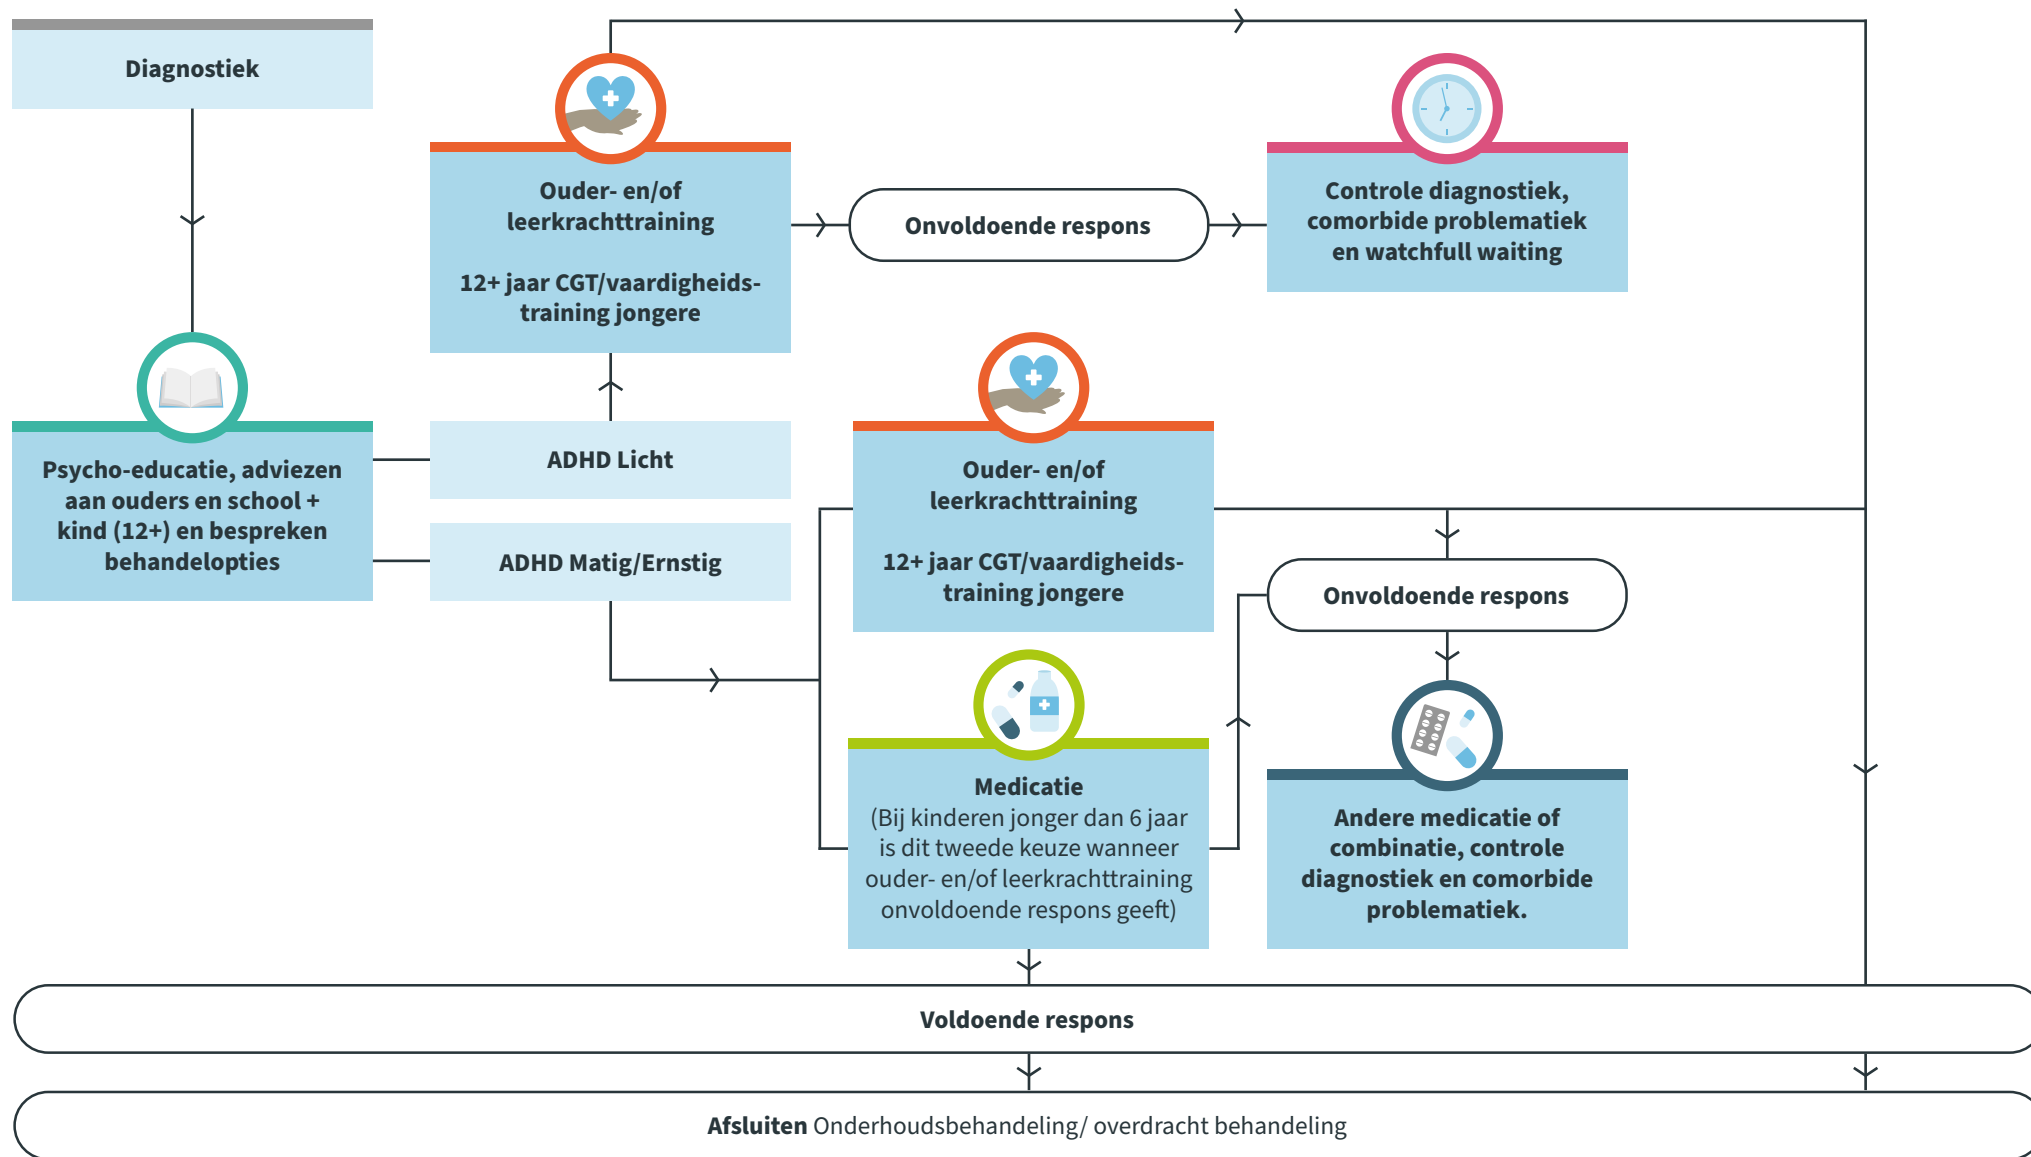 Diagnostiek
Psycho-educatie, adviezen
aan ouders en school +
kind (12+) en bespreken
behandelopties
ADHD Licht
ADHD Matig/Ernstig
Ouder- en/of
leerkrachttraining
12+ jaar CGT/vaardigheids-
training jongere
Onvoldoende respons
Controle diagnostiek,
comorbide problematiek
en watchfull waiting
Ouder- en/of
leerkrachttraining
12+ jaar CGT/vaardigheids-
training jongere
Medicatie
(Bij kinderen jonger dan 6 jaar
is dit tweede keuze wanneer
ouder- en/of leerkrachttraining
onvoldoende respons geeft)
Onvoldoende respons
Andere medicatie of
combinatie, controle
diagnostiek en comorbide
problematiek.
Voldoende respons
Afsluiten Onderhoudsbehandeling/ overdracht behandeling